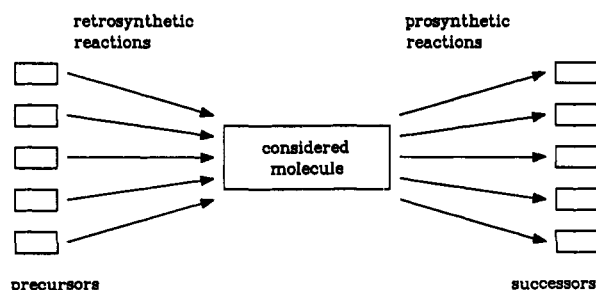 retrosynthetic
reactions
prosynthetic
reactions
considered
molecule
precursors
successors